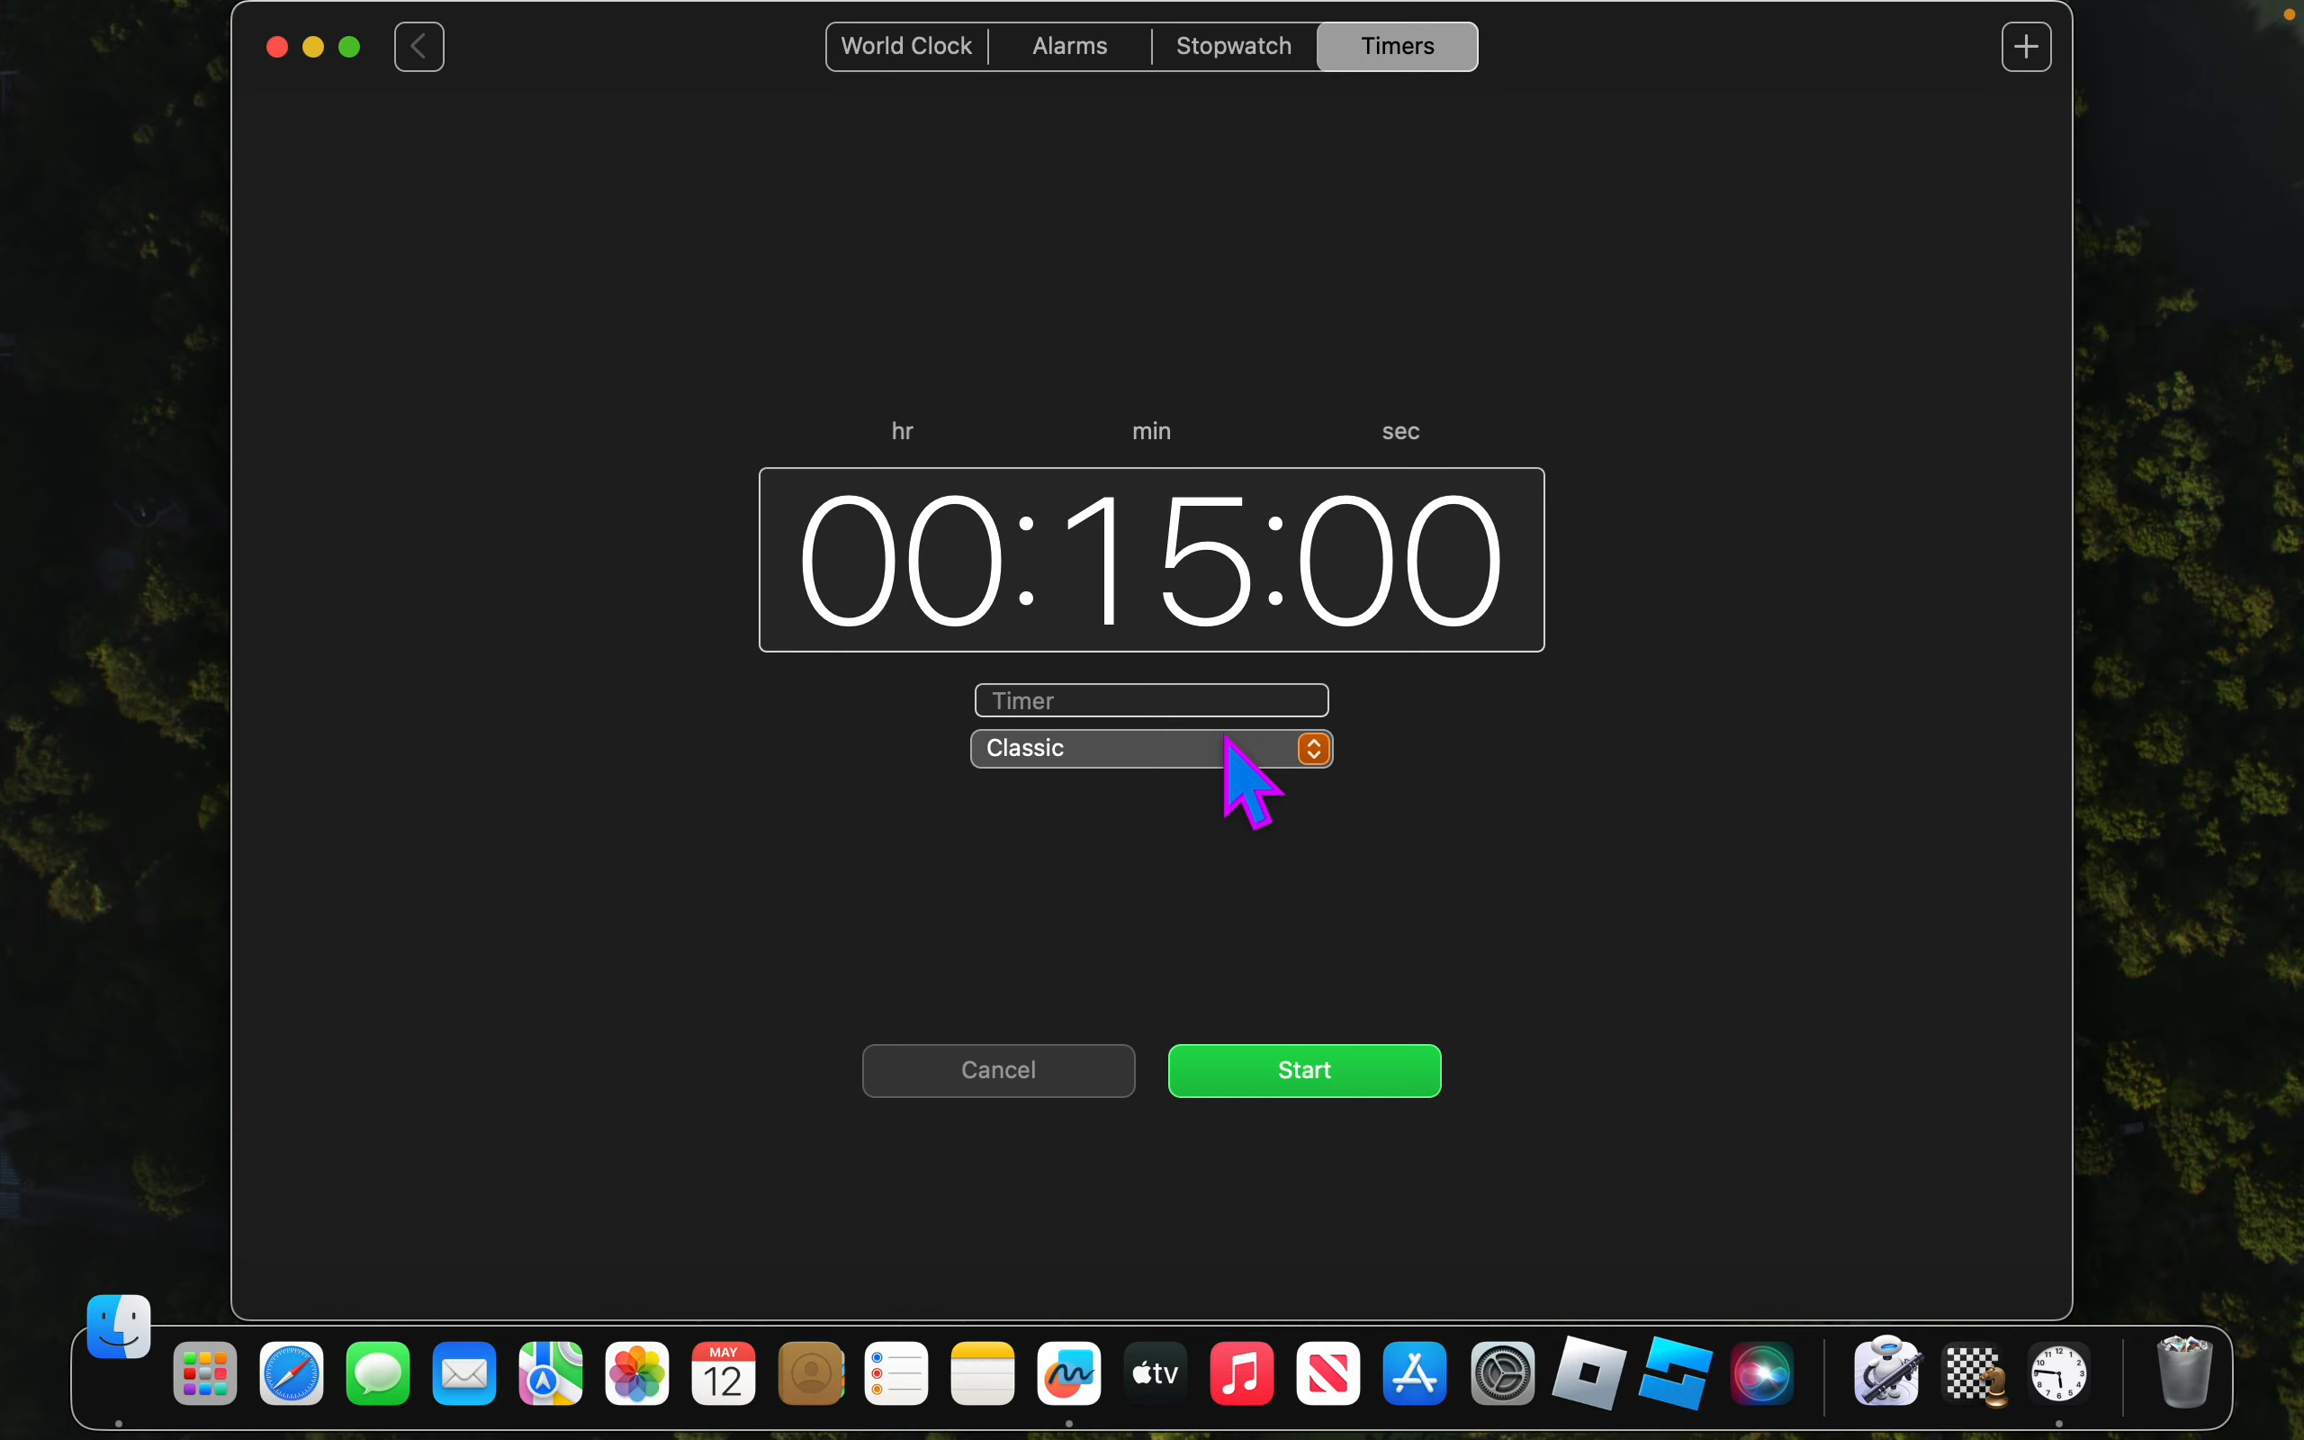 World Clock Alarms Stopwatch Timers
hr min sec
00:15:00
Timer
Classic
Cancel Start
MAY
12
tv